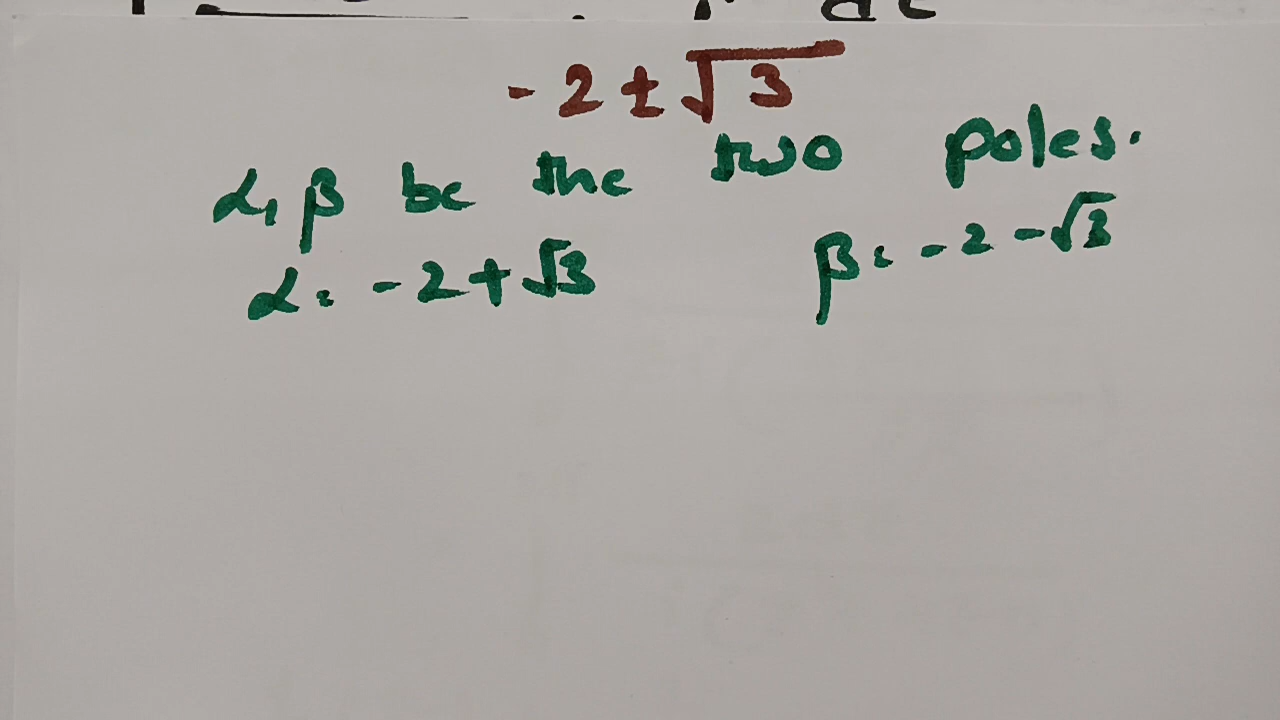 -2 ± √3
α, β be the two poles.
α = -2+√3 β = -2-√3